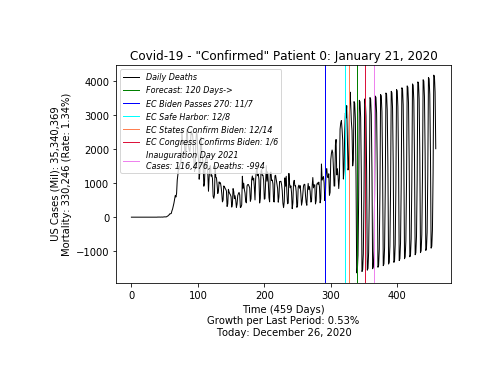 Covid-19 - "Confirmed" Patient 0: January 21, 2020
US Cases (Mil): 35,340,369
Mortality: 330,246 (Rate: 1.34%)
4000
3000
2000
1000
0
−1000
Daily Deaths
Forecast: 120 Days->
EC Biden Passes 270: 11/7
EC Safe Harbor: 12/8
EC States Confirm Biden: 12/14
EC Congress Confirms Biden: 1/6
Inauguration Day 2021
Cases: 116,476, Deaths: -994
0 100 200 300 400
Time (459 Days)
Growth per Last Period: 0.53%
Today: December 26, 2020